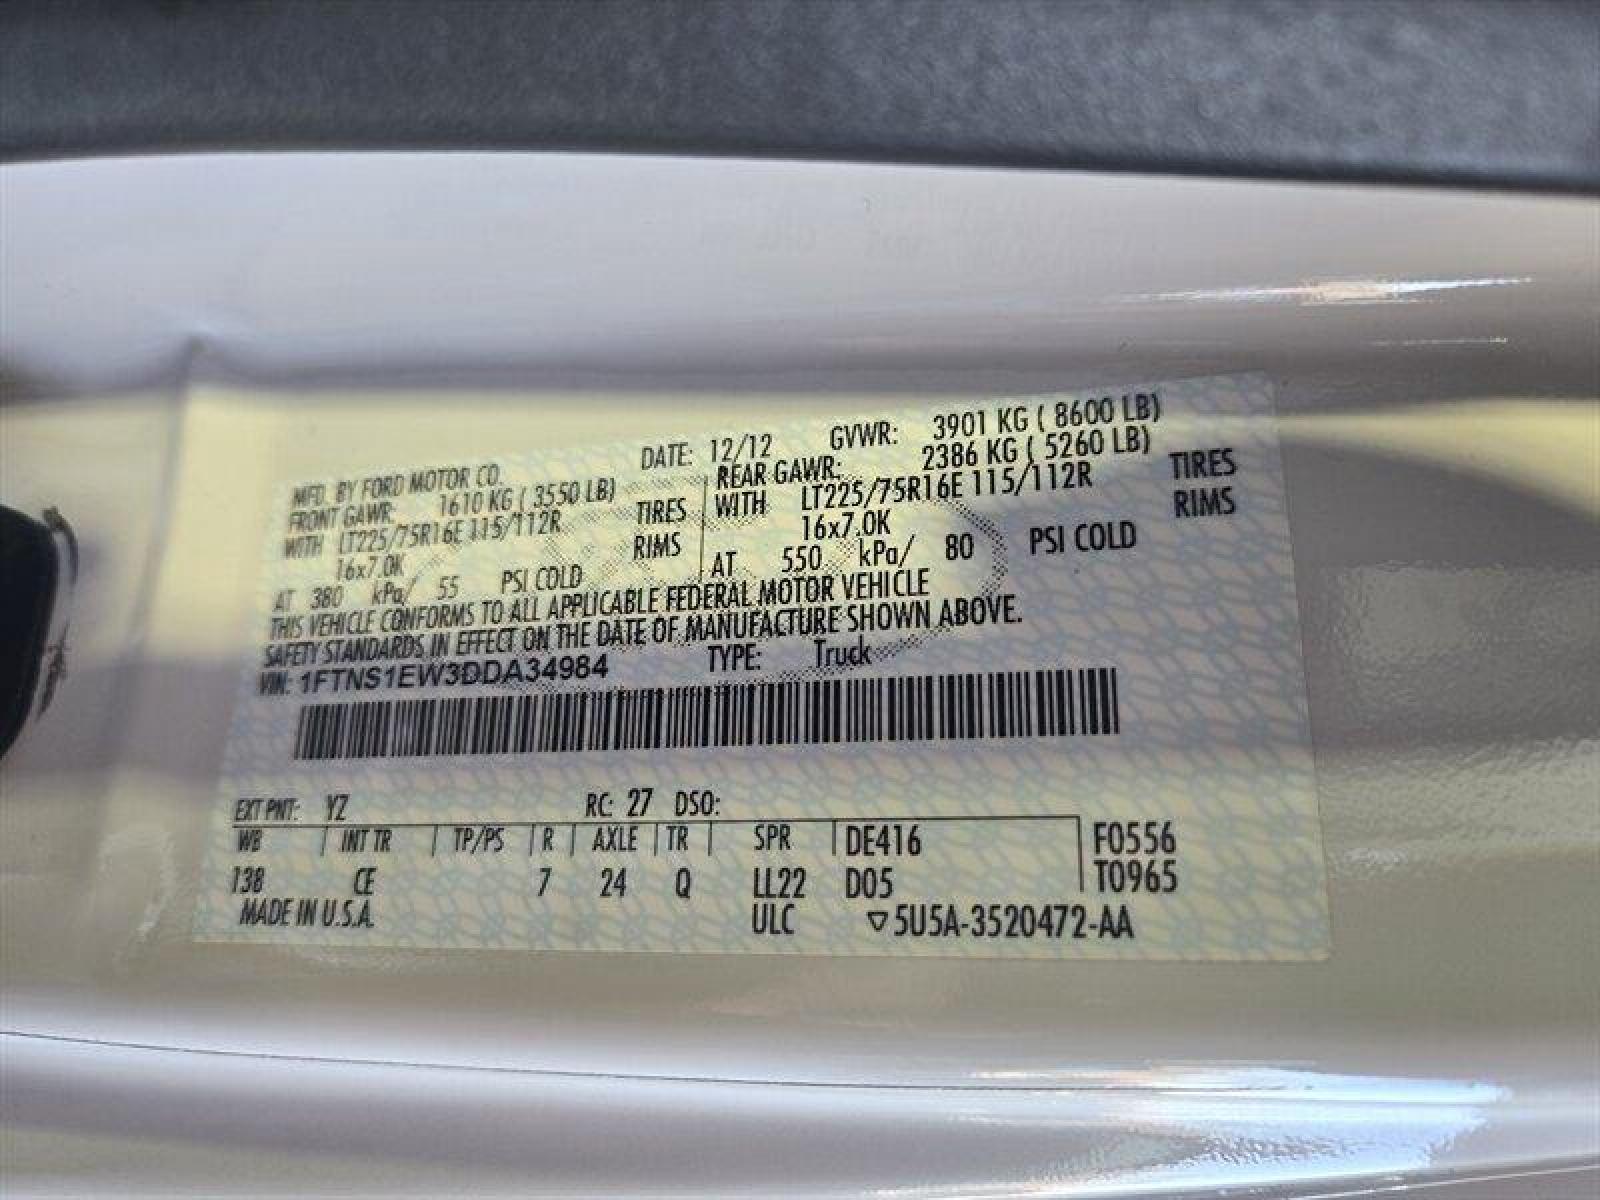 MFD. BY FORD MOTOR CO. DATE: 12/12 GVWR: 3901 KG ( 8600 LB)
FRONT GAWR: 1610 KG ( 3550 LB) REAR GAWR: 2386 KG ( 5260 LB)
WITH LT225/75R16E 115/112R TIRES WITH LT225/75R16E 115/112R TIRES
16x7.0K RIMS 16x7.0K RIMS
AT 380 kPa/ 55 PSI COLD AT 550 kPa/ 80 PSI COLD
THIS VEHICLE CONFORMS TO ALL APPLICABLE FEDERAL MOTOR VEHICLE
SAFETY STANDARDS IN EFFECT ON THE DATE OF MANUFACTURE SHOWN ABOVE.
VIN: 1FTNS1EW3DDA34984 TYPE: Truck
EXT PNT: YZ RC: 27 DSO:
WB INT TR TP/PS R AXLE TR SPR DE416 F0556
138 CE 7 24 Q LL22 D05 T0965
MADE IN U.S.A. ULC ▽5U5A-3520472-AA